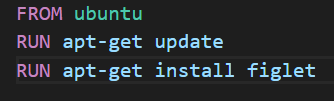 FROM ubuntu
RUN apt-get update
RUN apt-get install figlet